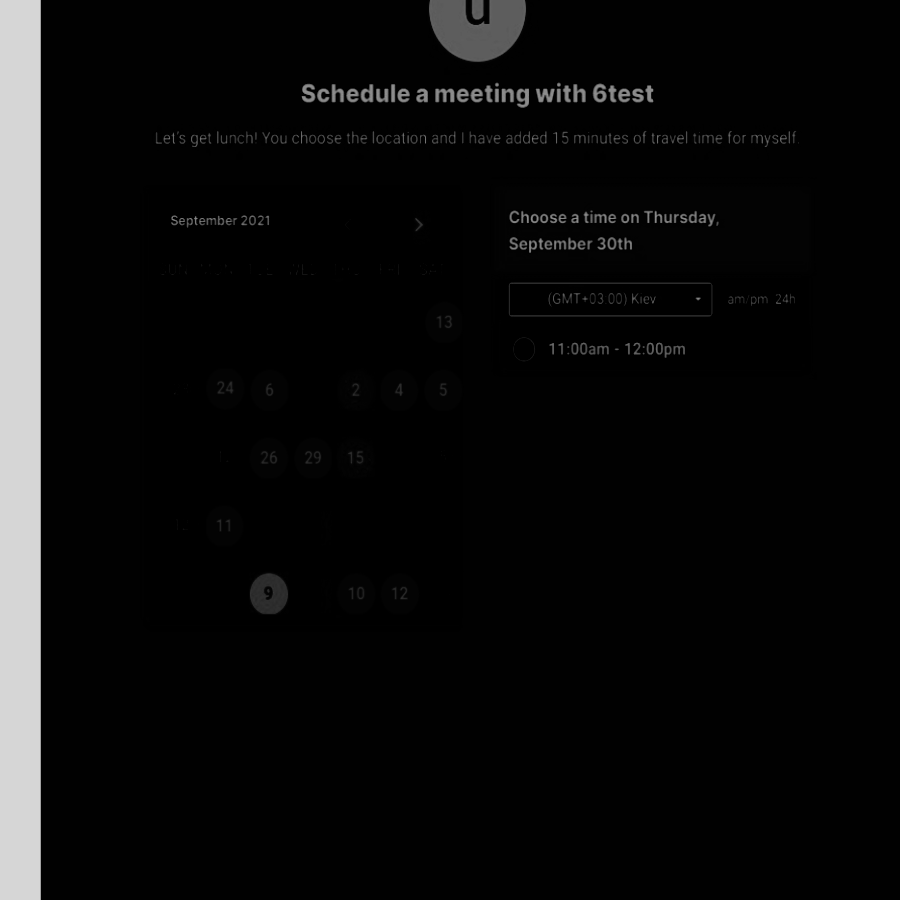 u
Schedule a meeting with 6test
Let's get lunch! You choose the location and I have added 15 minutes of travel time for myself.
September 2021
13
24 6 2 4 5
26 29 15
11
9 10 12
Choose a time on Thursday,
September 30th
(GMT+03:00) Kiev
am/pm 24h
11:00am - 12:00pm